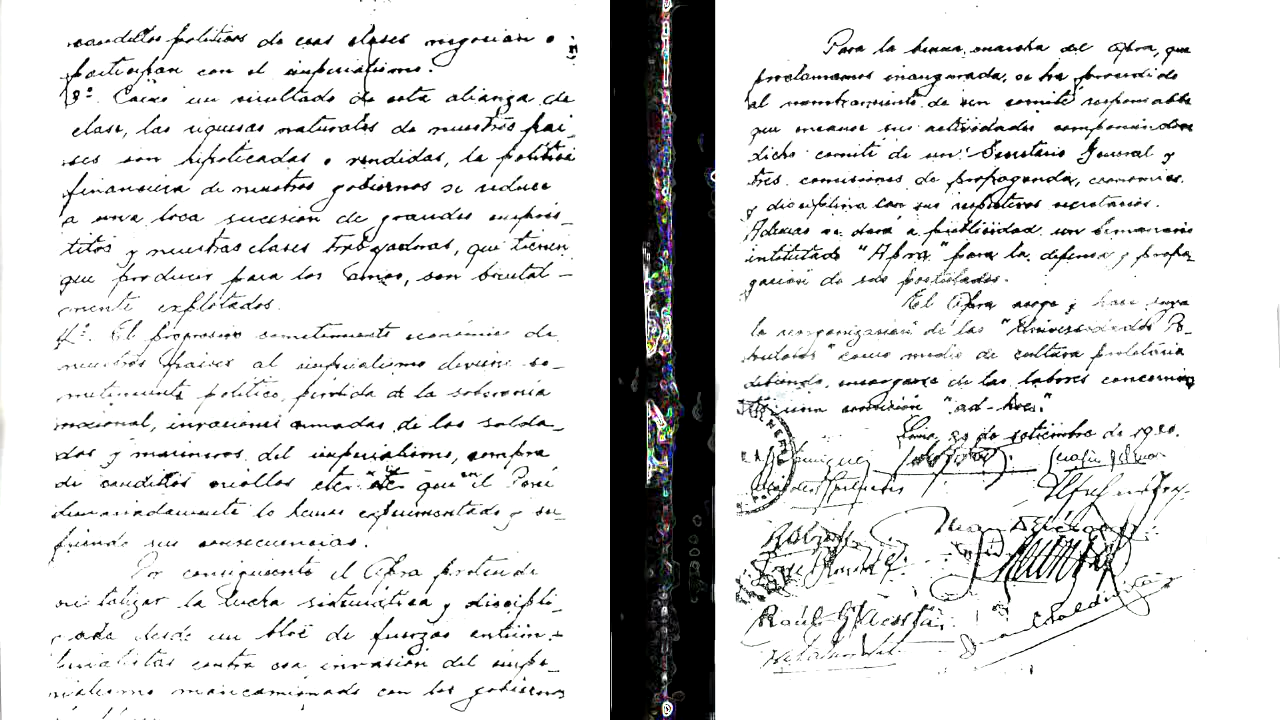 caudillos políticos de esas clases negocian o
participan con el imperialismo.
3º. Como un resultado de esta alianza de
clase, las riquesas naturales de nuestros pai-
ses son hipotecadas o vendidas, la política
financiera de nuestros gobiernos se reduce
a una loca sucesión de grandes emprés-
titos y nuestras clases trabajadoras, que tienen
que producir para los amos, son brutal-
mente explotadas.
4º. El progresivo sometimiento económico de
nuestros países al imperialismo deviene so-
metimiento político, pérdida de la soberanía
nacional, invasiones armadas, de los solda-
dos y marineros del imperialismo, compra
de caudillos criollos etc. que en el Perú
desgraciadamente lo hemos experimentado y su-
friendo sus consecuencias.
Por consiguiente el Apra pretende
la lucha sistemática y discipli-
nada desde un bloc de fuerzas antiim-
perialistas contra esa invasión del impe-
rialismo mancomunado con los gobiernos
Para la buena marcha del Apra, que
proclamamos inaugurada, se ha procedido
al nombramiento de un comité responsable
que encause sus actividades componiéndose
dicho comité de un Secretario General y
tres comisiones de propaganda, economía
y disciplina con sus respectivos secretarios.
Además se dará a publicidad un semanario
intitulado "Apra" para la defensa y propa-
gación de sus postulados.
El Apra acoge y hace suya
la reorganización de las "Universidades Po-
pulares" como medio de cultura proletaria
debiendo encargarse de las labores concernien
tes una comisión "ad-hoc".
Lima, 20 de setiembre de 1930.
Serafín Delmar
Raúl G. Acosta
Juan